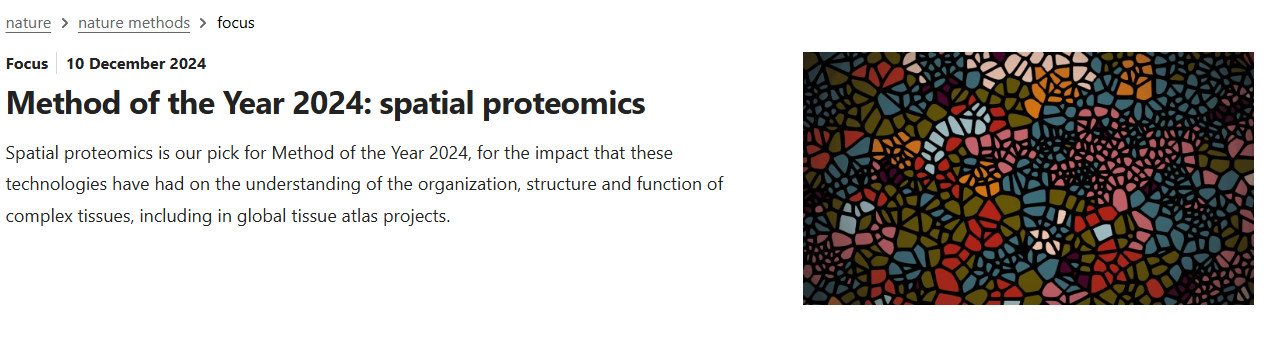 nature > nature methods > focus
Focus | 10 December 2024
Method of the Year 2024: spatial proteomics
Spatial proteomics is our pick for Method of the Year 2024, for the impact that these
technologies have had on the understanding of the organization, structure and function of
complex tissues, including in global tissue atlas projects.